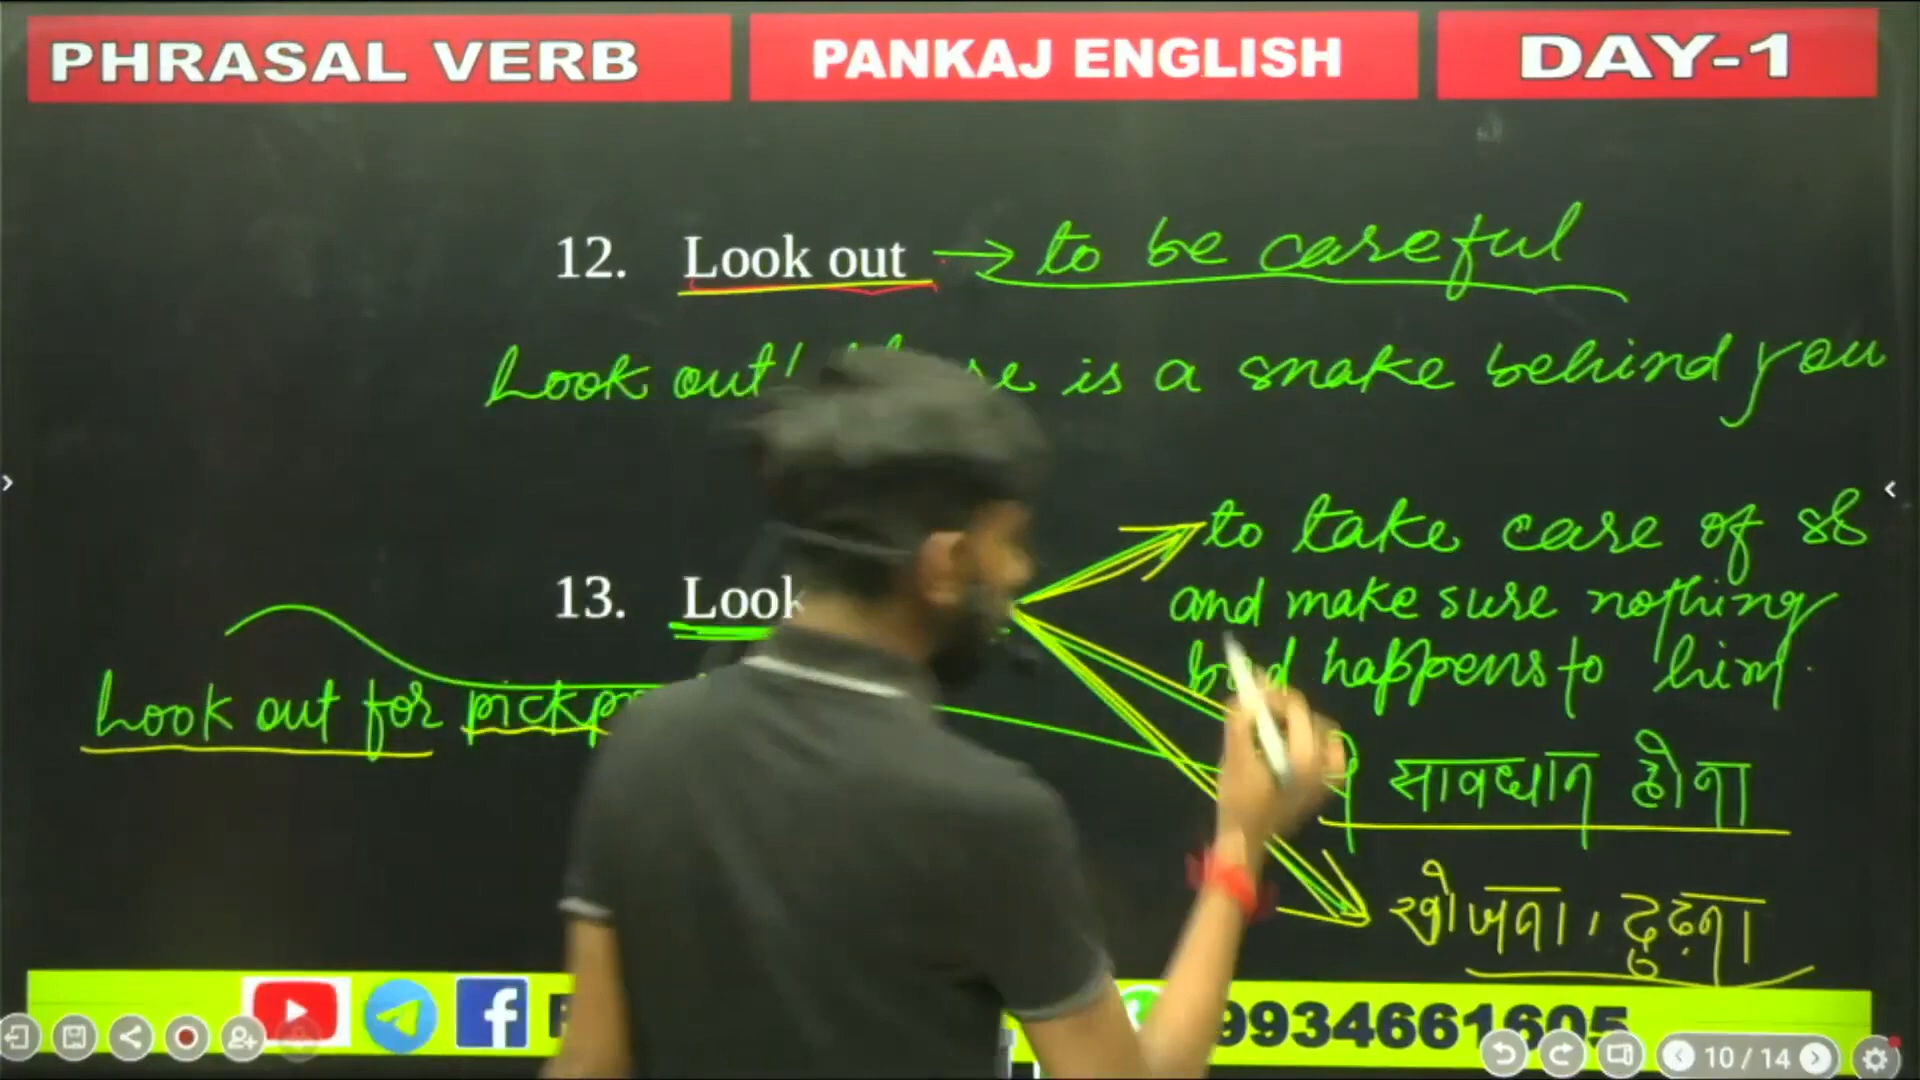 PHRASAL VERB
PANKAJ ENGLISH
DAY-1
12. Look out → to be careful
Look out! is a snake behind you
13. Look
to take care of sb
and make sure nothing
bad happens to him.
Look out for
सावधान होना
खोजना, ढुढ़ना
9934661605
10 / 14